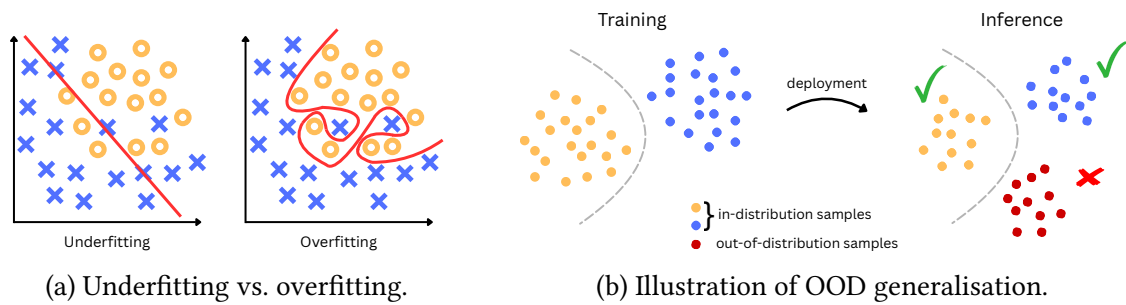 Underfitting
Overfitting
(a) Underfitting vs. overfitting.
Training
Inference
deployment
in-distribution samples
out-of-distribution samples
(b) Illustration of OOD generalisation.